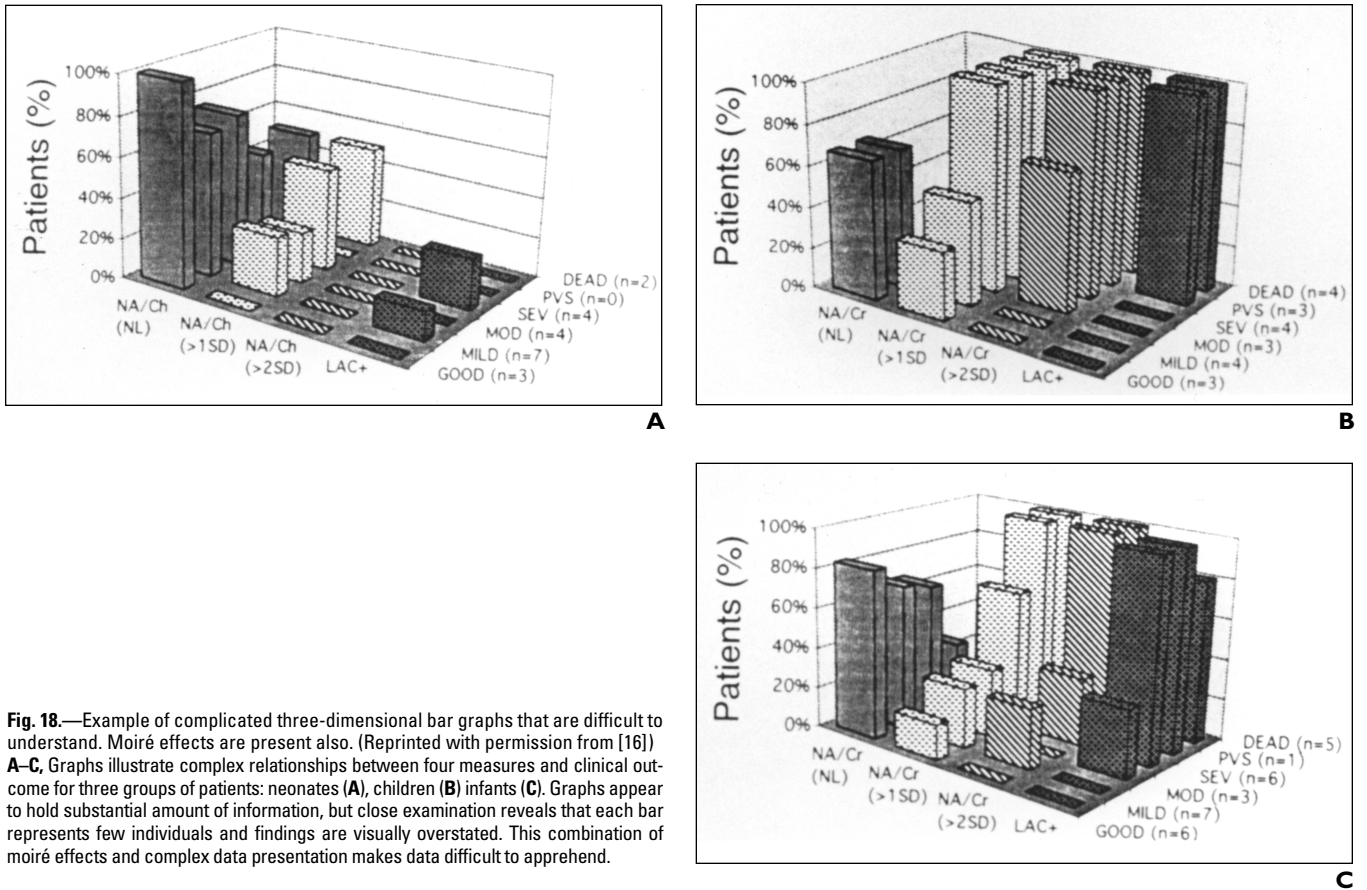 Patients (%)
100%
80%
60%
40%
20%
0%
NA/Ch
(NL)
NA/Ch
(>1SD)
NA/Ch
(>2SD)
LAC+
DEAD (n=2)
PVS (n=0)
SEV (n=4)
MOD (n=4)
MILD (n=7)
GOOD (n=3)
A
Patients (%)
100%
80%
60%
40%
20%
0%
NA/Cr
(NL)
NA/Cr
(>1SD
NA/Cr
(>2SD)
LAC+
DEAD (n=4)
PVS (n=3)
SEV (n=4)
MOD (n=3)
MILD (n=4)
GOOD (n=3)
B
Patients (%)
100%
80%
60%
40%
20%
0%
NA/Cr
(NL)
NA/Cr
(>1SD)
NA/Cr
(>2SD)
LAC+
DEAD (n=5)
PVS (n=1)
SEV (n=6)
MOD (n=3)
MILD (n=7)
GOOD (n=6)
C
Fig. 18.—Example of complicated three-dimensional bar graphs that are difficult to
understand. Moiré effects are present also. (Reprinted with permission from [16])
A–C, Graphs illustrate complex relationships between four measures and clinical out-
come for three groups of patients: neonates (A), children (B) infants (C). Graphs appear
to hold substantial amount of information, but close examination reveals that each bar
represents few individuals and findings are visually overstated. This combination of
moiré effects and complex data presentation makes data difficult to apprehend.